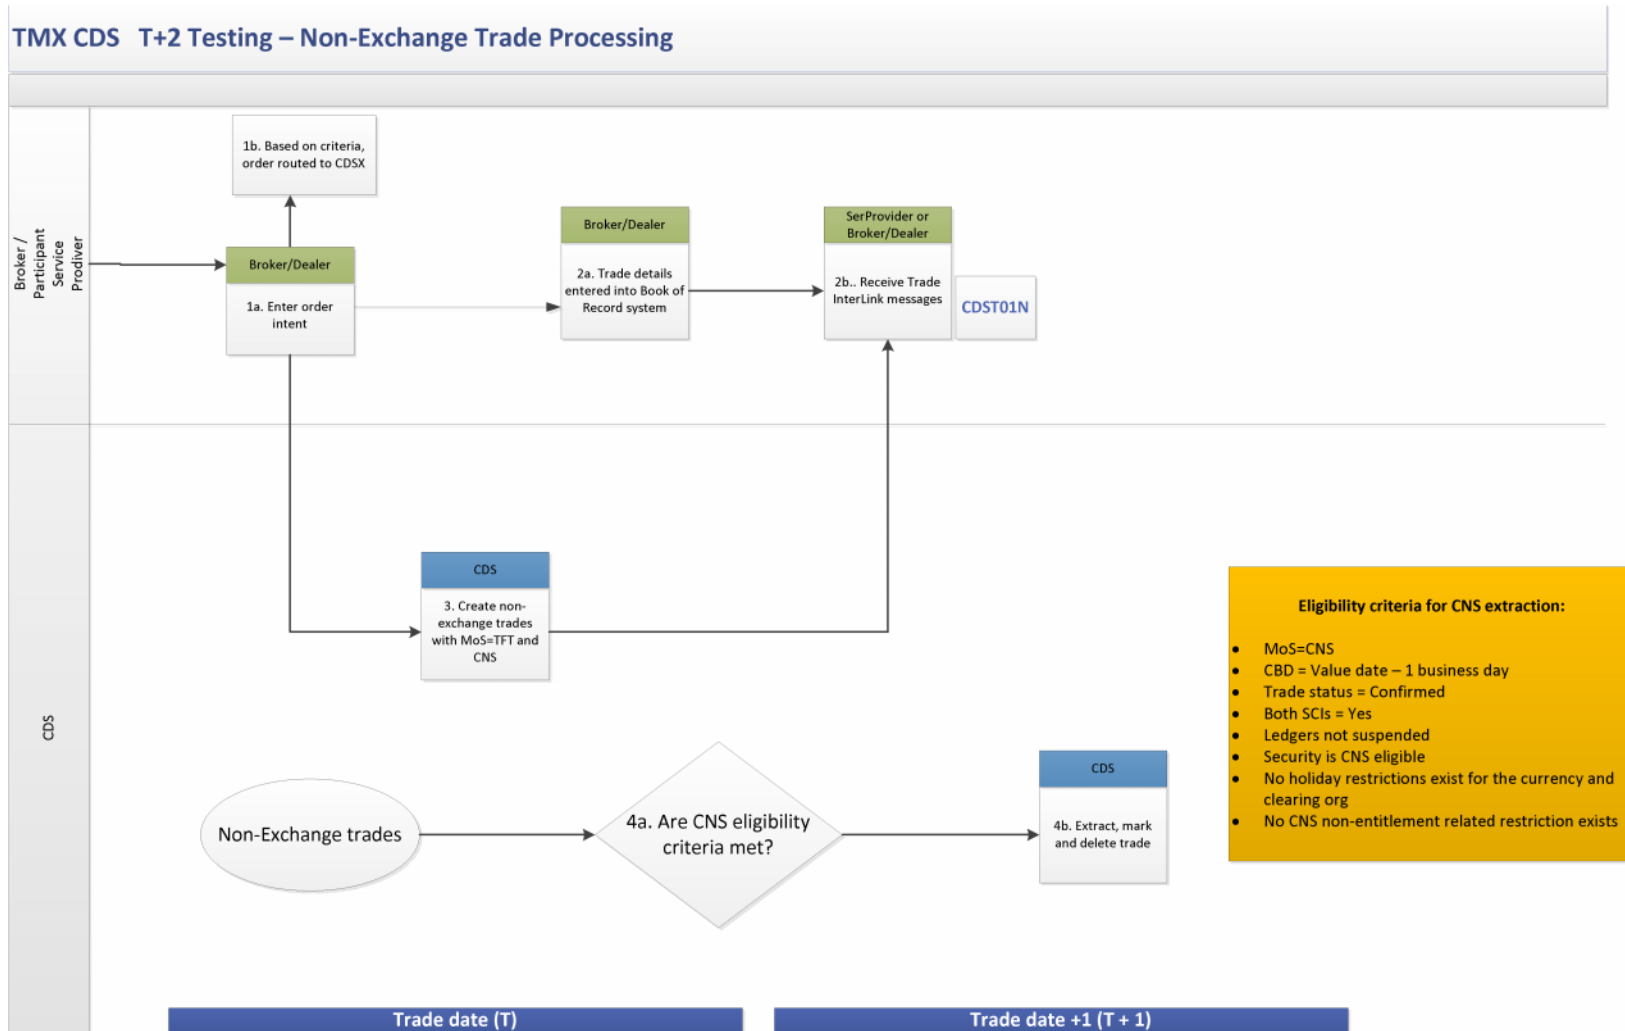 TMX CDS   T+2 Testing – Non-Exchange Trade Processing
Broker /
Participant
Service
Prodiver
1b. Based on criteria,
order routed to CDSX
Broker/Dealer
1a. Enter order
intent
Broker/Dealer
2a. Trade details
entered into Book of
Record system
SerProvider or
Broker/Dealer
2b.. Receive Trade
InterLink messages
CDST01N
CDS
CDS
3. Create non-
exchange trades
with MoS=TFT and
CNS
Non-Exchange trades
4a. Are CNS eligibility
criteria met?
CDS
4b. Extract, mark
and delete trade
Eligibility criteria for CNS extraction:
• MoS=CNS
• CBD = Value date – 1 business day
• Trade status = Confirmed
• Both SCIs = Yes
• Ledgers not suspended
• Security is CNS eligible
• No holiday restrictions exist for the currency and
clearing org
• No CNS non-entitlement related restriction exists
Trade date (T)
Trade date +1 (T + 1)